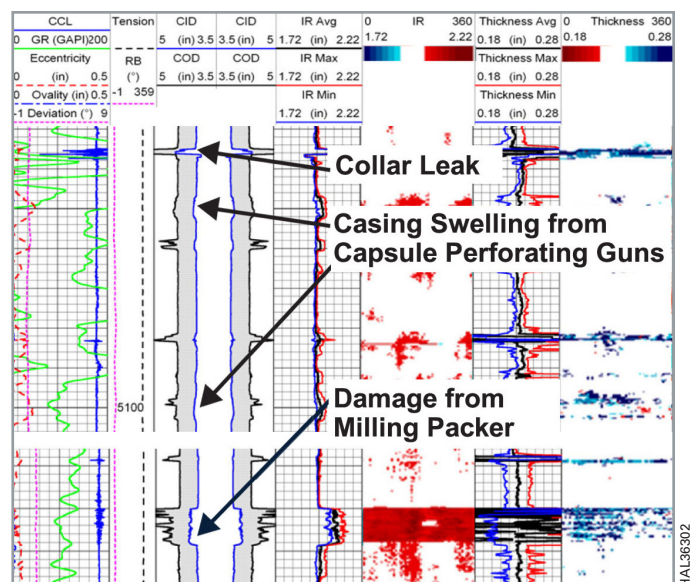 CCL Tension CID CID IR Avg 0 IR 360 Thickness Avg 0 Thickness 360
0 GR (GAPI)200 5 (in) 3.5 3.5 (in) 5 1.72 (in) 2.22 1.72 2.22 0.18 (in) 0.28 0.18 0.28
Eccentricity RB COD COD IR Max Thickness Max
(in) 0.5 (°) 5 (in) 3.5 3.5 (in) 5 1.72 (in) 2.22 0.18 (in) 0.28
0 Ovality (in) 0.5 -1 359 IR Min Thickness Min
-1 Deviation (°) 9 1.72 (in) 2.22 0.18 (in) 0.28
Collar Leak
Casing Swelling from
Capsule Perforating Guns
5100
Damage from
Milling Packer
HAL36302